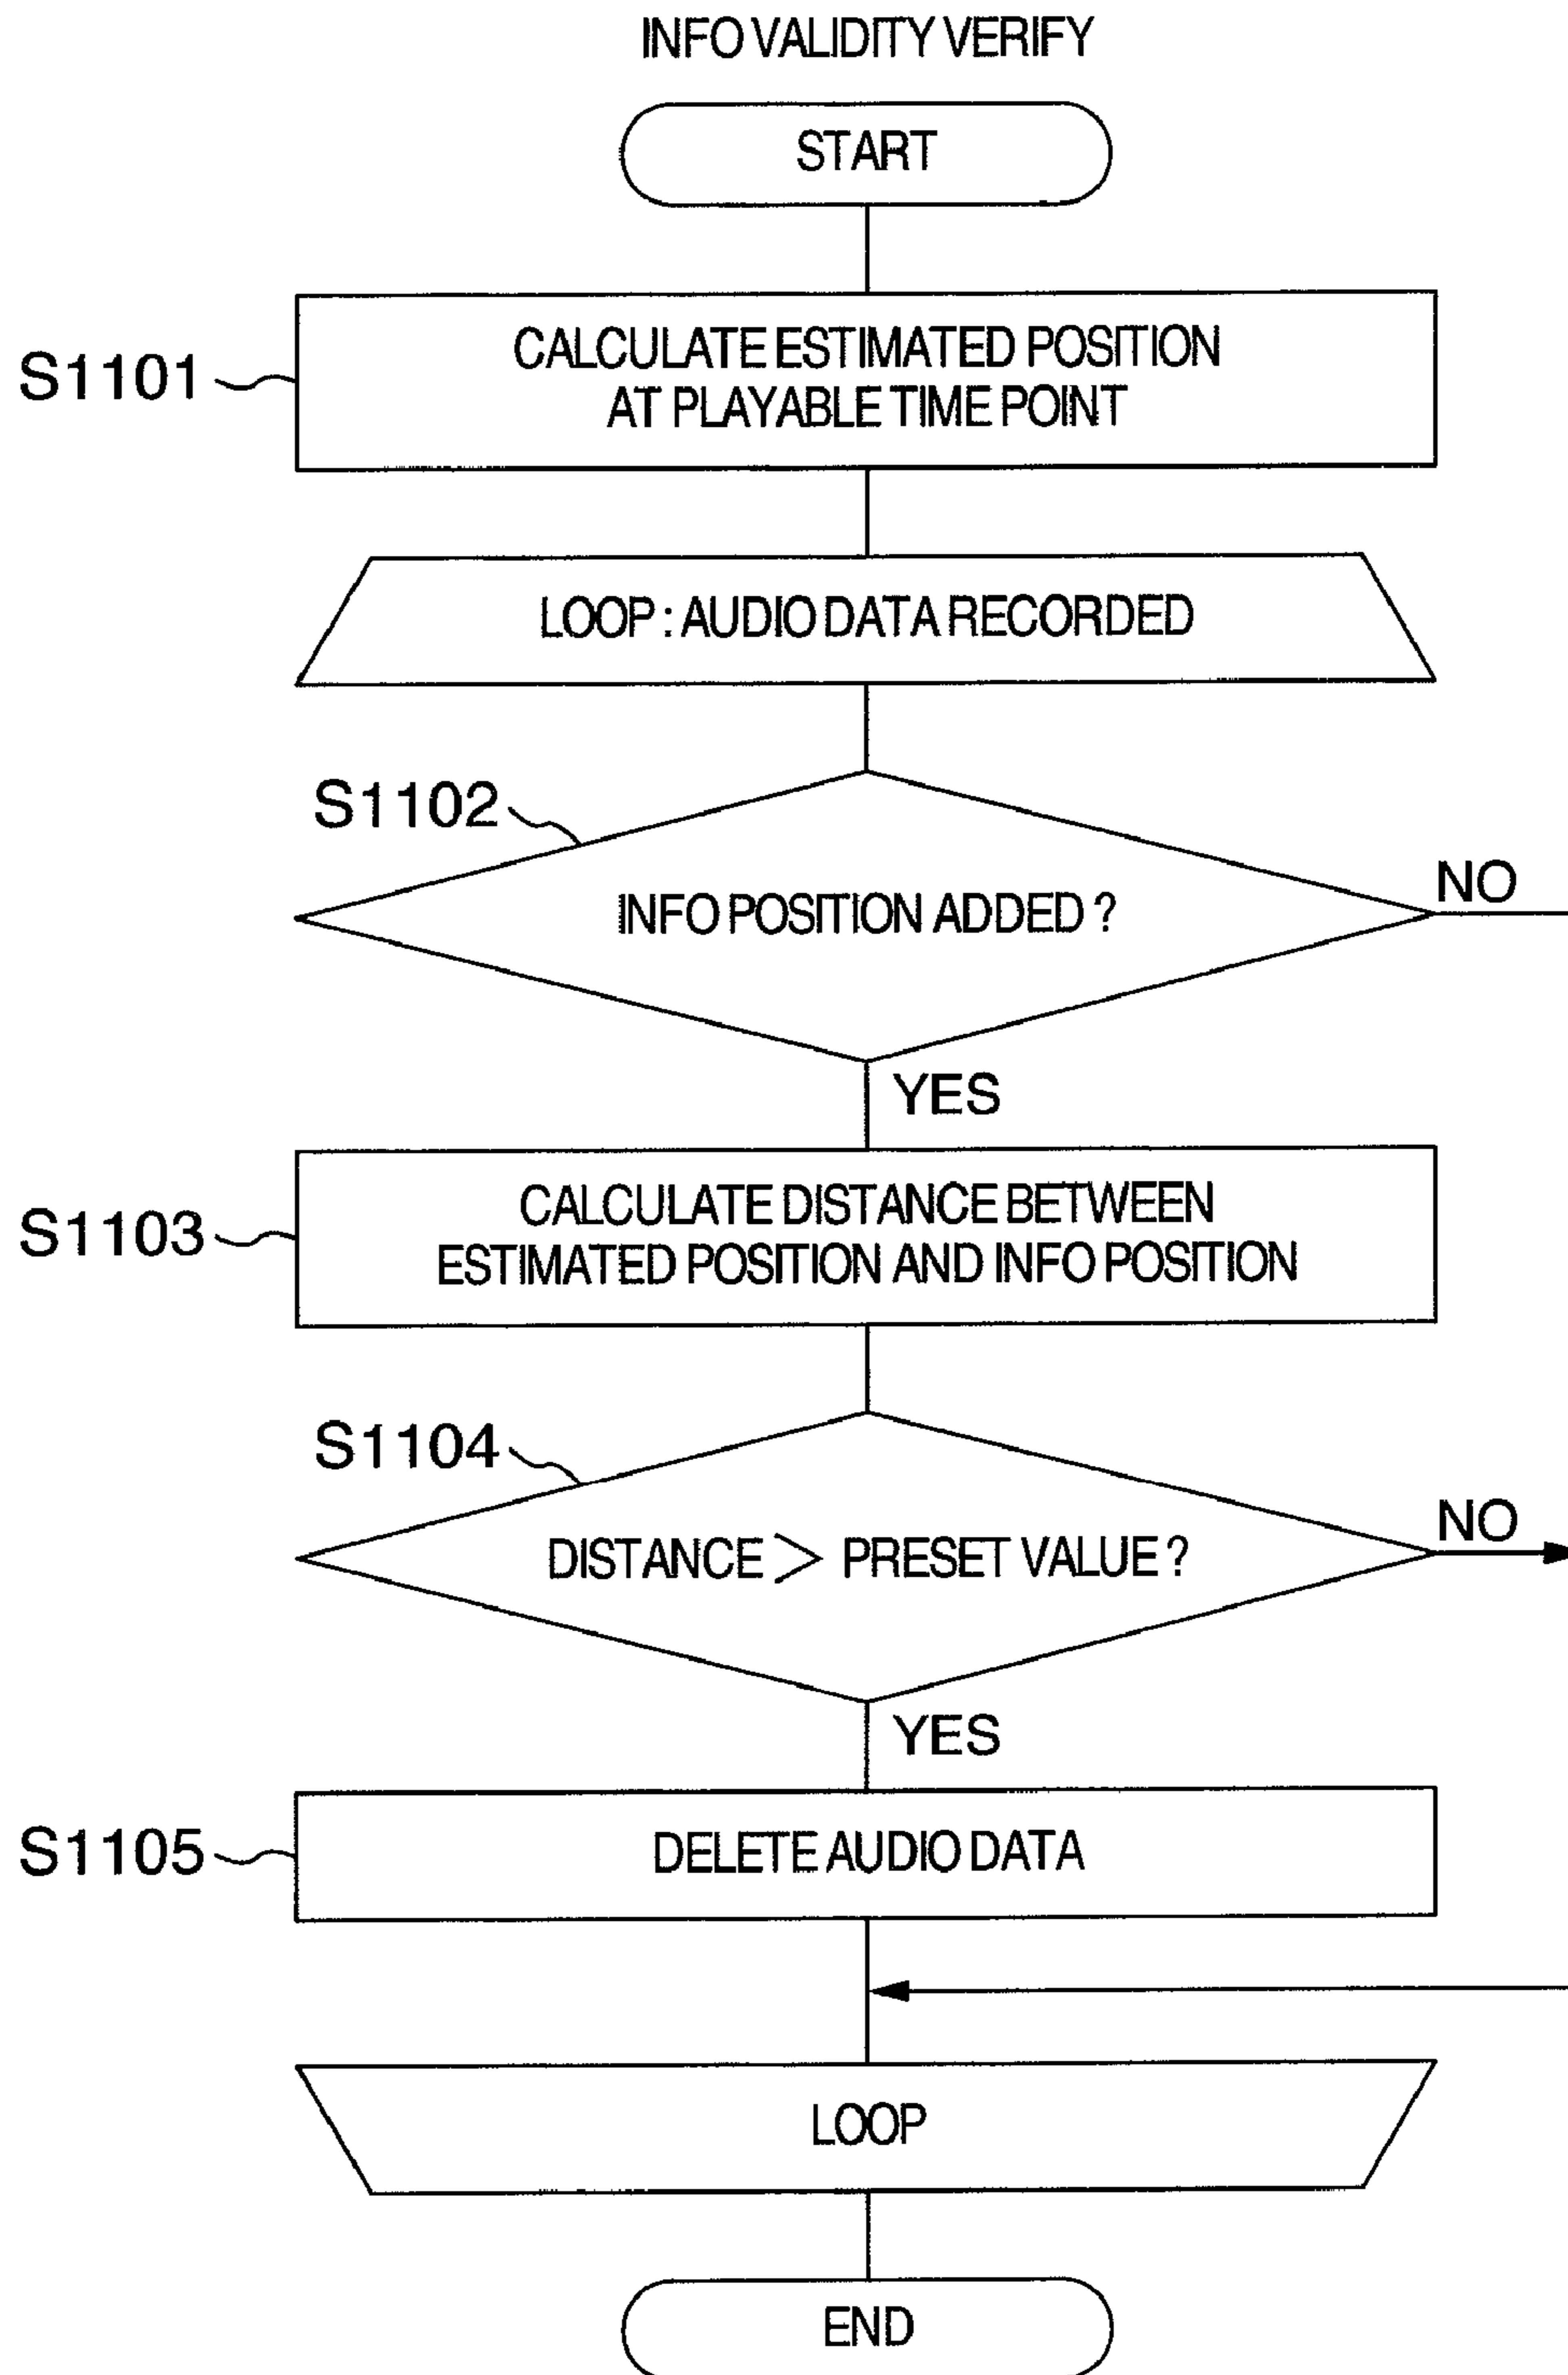 INFO VALIDITY VERIFY
START
S1101
CALCULATE ESTIMATED POSITION
AT PLAYABLE TIME POINT
LOOP : AUDIO DATA RECORDED
S1102
INFO POSITION ADDED ?
NO
YES
S1103
CALCULATE DISTANCE BETWEEN
ESTIMATED POSITION AND INFO POSITION
S1104
DISTANCE > PRESET VALUE ?
NO
YES
S1105
DELETE AUDIO DATA
LOOP
END